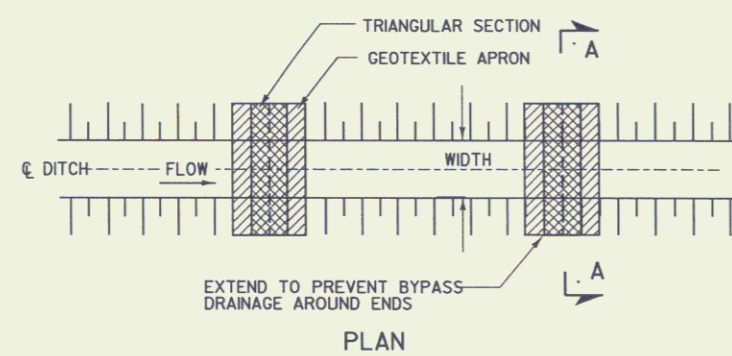 TRIANGULAR SECTION
A
GEOTEXTILE APRON
℄ DITCH
FLOW
WIDTH
EXTEND TO PREVENT BYPASS
DRAINAGE AROUND ENDS
A
PLAN